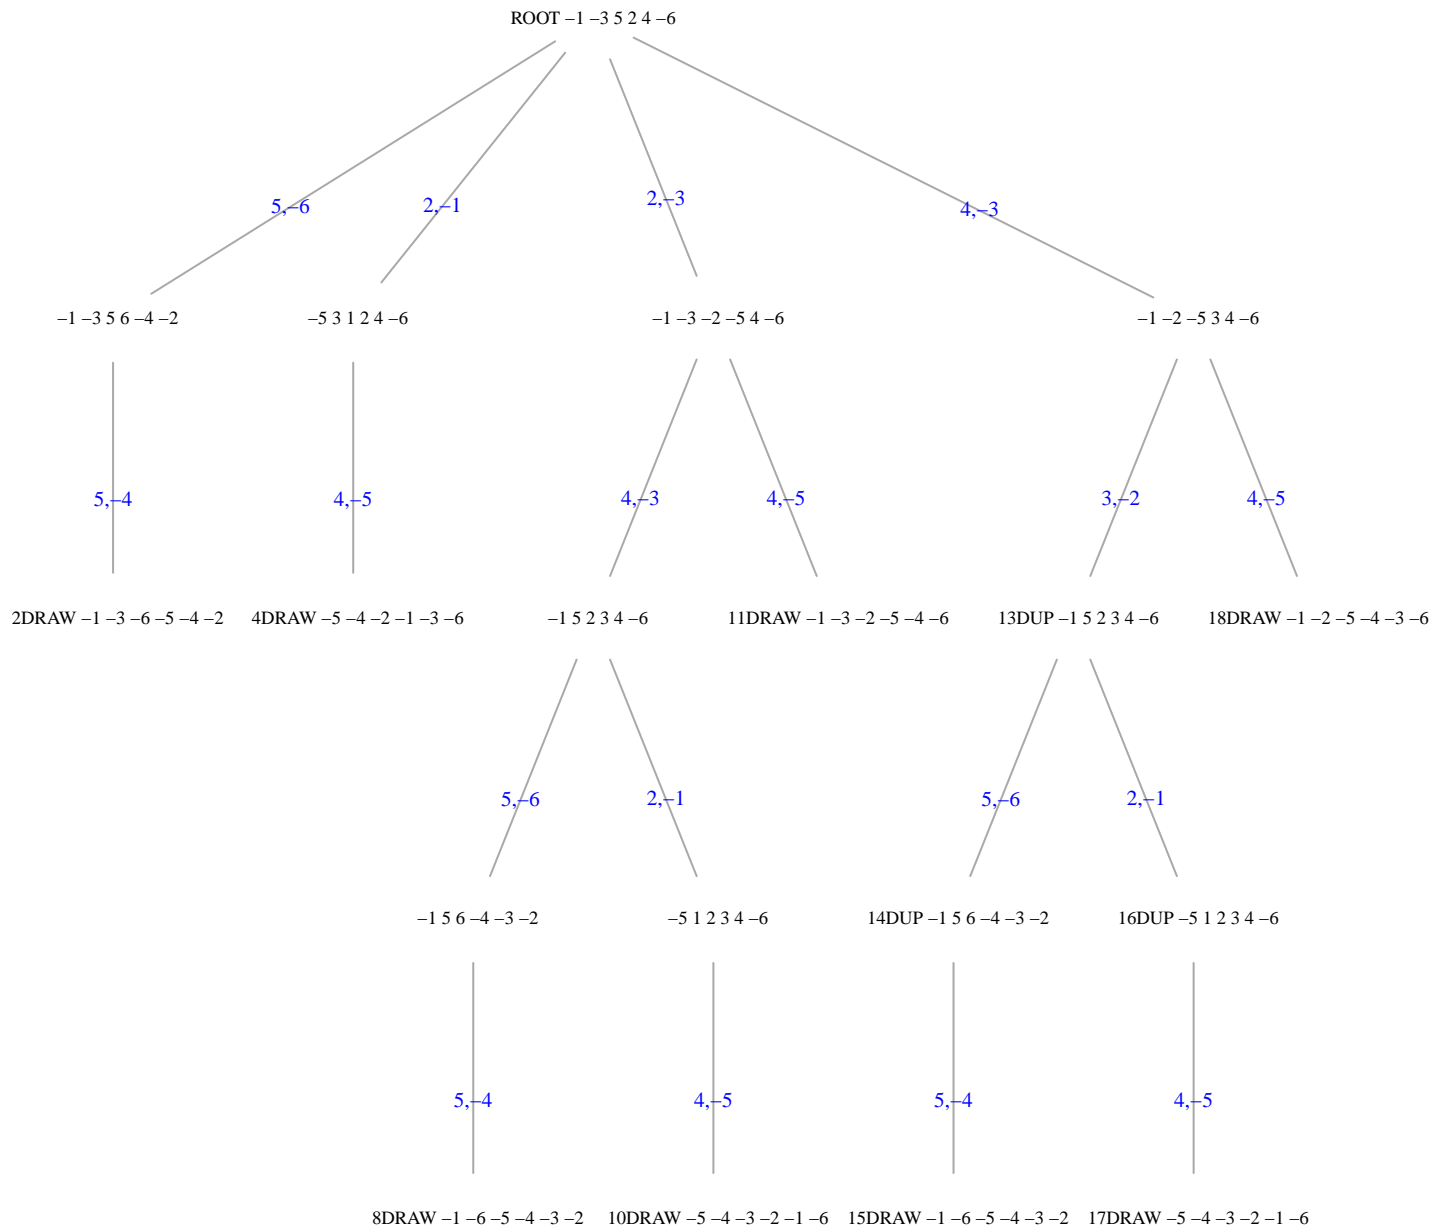 ROOT –1 –3 5 2 4 –6
5,–6
2,–1
2,–3
4,–3
–1 –3 5 6 –4 –2
–5 3 1 2 4 –6
–1 –3 –2 –5 4 –6
–1 –2 –5 3 4 –6
5,–4
4,–5
4,–3
4,–5
3,–2
4,–5
2DRAW –1 –3 –6 –5 –4 –2
4DRAW –5 –4 –2 –1 –3 –6
–1 5 2 3 4 –6
11DRAW –1 –3 –2 –5 –4 –6
13DUP –1 5 2 3 4 –6
18DRAW –1 –2 –5 –4 –3 –6
5,–6
2,–1
5,–6
2,–1
–1 5 6 –4 –3 –2
–5 1 2 3 4 –6
14DUP –1 5 6 –4 –3 –2
16DUP –5 1 2 3 4 –6
5,–4
4,–5
5,–4
4,–5
8DRAW –1 –6 –5 –4 –3 –2
10DRAW –5 –4 –3 –2 –1 –6
15DRAW –1 –6 –5 –4 –3 –2
17DRAW –5 –4 –3 –2 –1 –6